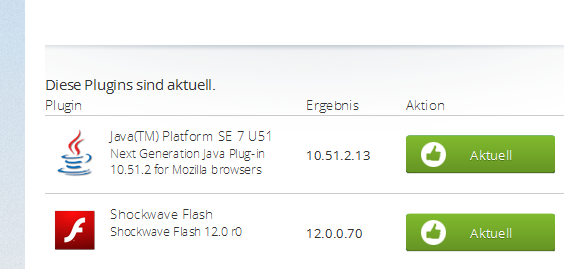 Diese Plugins sind aktuell.
Plugin Ergebnis Aktion
Java(TM) Platform SE 7 U51
Next Generation Java Plug-in
10.51.2 for Mozilla browsers
10.51.2.13
Aktuell
Shockwave Flash
Shockwave Flash 12.0 r0
12.0.0.70
Aktuell